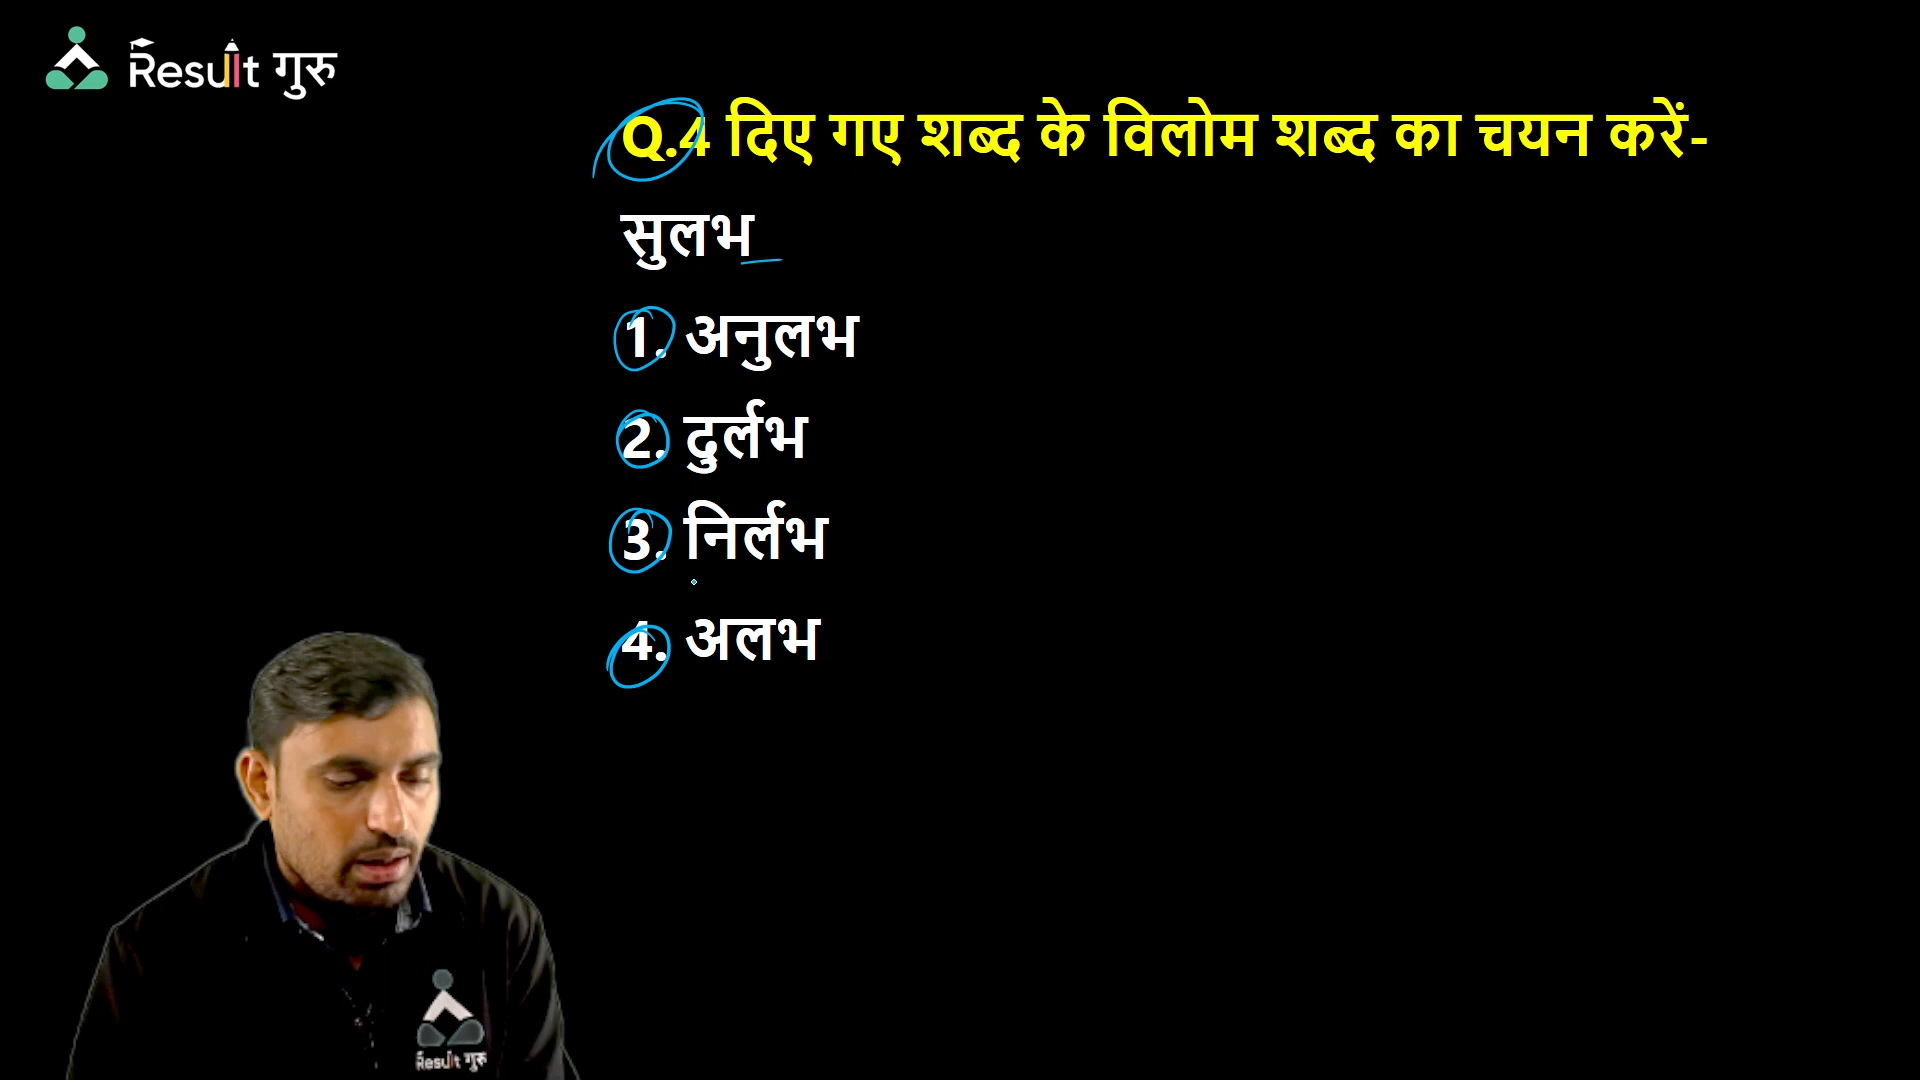 Result गुरु
Q.4 दिए गए शब्द के विलोम शब्द का चयन करें-
सुलभ
1. अनुलभ
2. दुर्लभ
3. निर्लभ
4. अलभ
Result गुरु